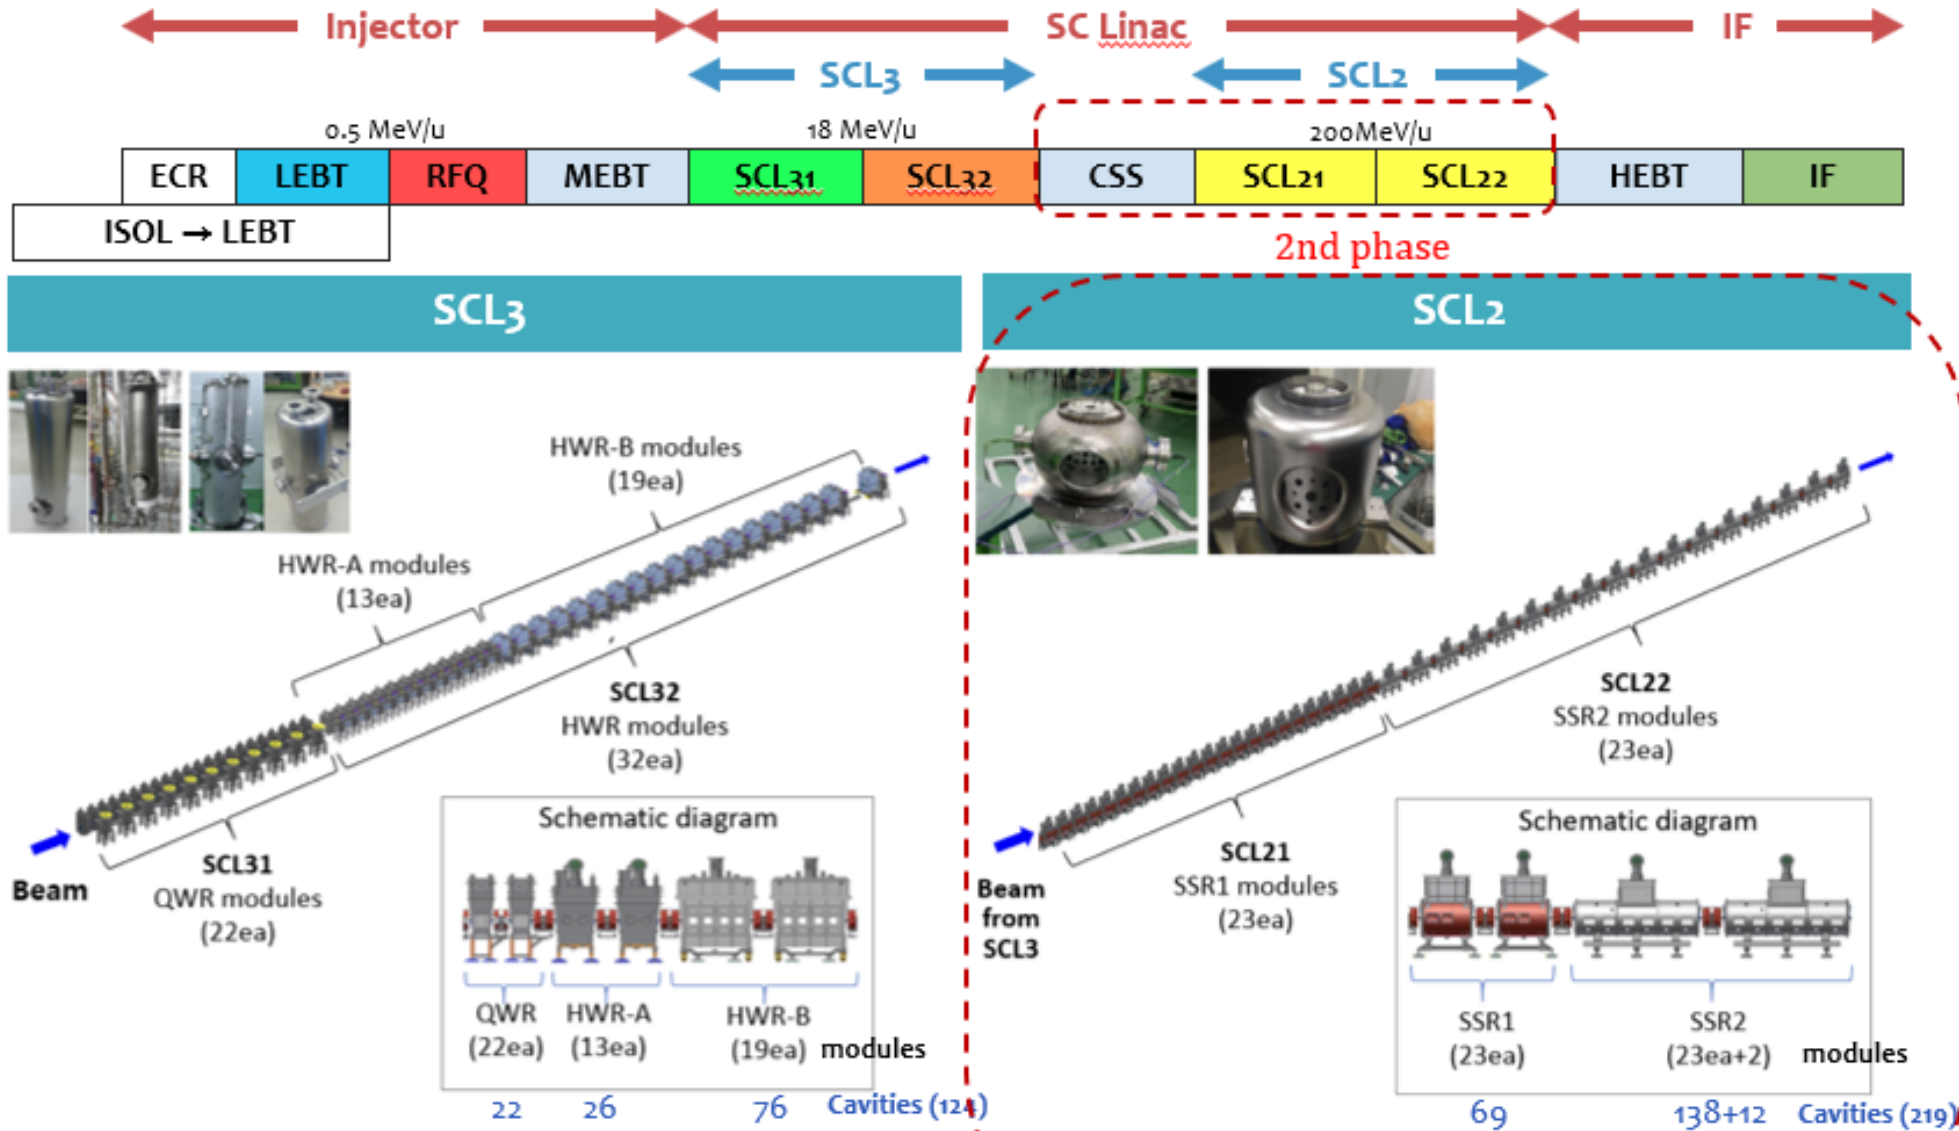 Injector
SC Linac
IF
SCL3
SCL2
0.5 MeV/u
18 MeV/u
200MeV/u
ECR
LEBT
RFQ
MEBT
SCL31
SCL32
CSS
SCL21
SCL22
HEBT
IF
ISOL → LEBT
2nd phase
SCL3
HWR-B modules
(19ea)
HWR-A modules
(13ea)
SCL32
HWR modules
(32ea)
SCL31
QWR modules
(22ea)
Beam
Schematic diagram
QWR
(22ea)
HWR-A
(13ea)
HWR-B
(19ea)
modules
22
26
76
Cavities (124)
SCL2
SCL22
SSR2 modules
(23ea)
SCL21
SSR1 modules
(23ea)
Beam
from
SCL3
Schematic diagram
SSR1
(23ea)
SSR2
(23ea+2)
modules
69
138+12
Cavities (219)